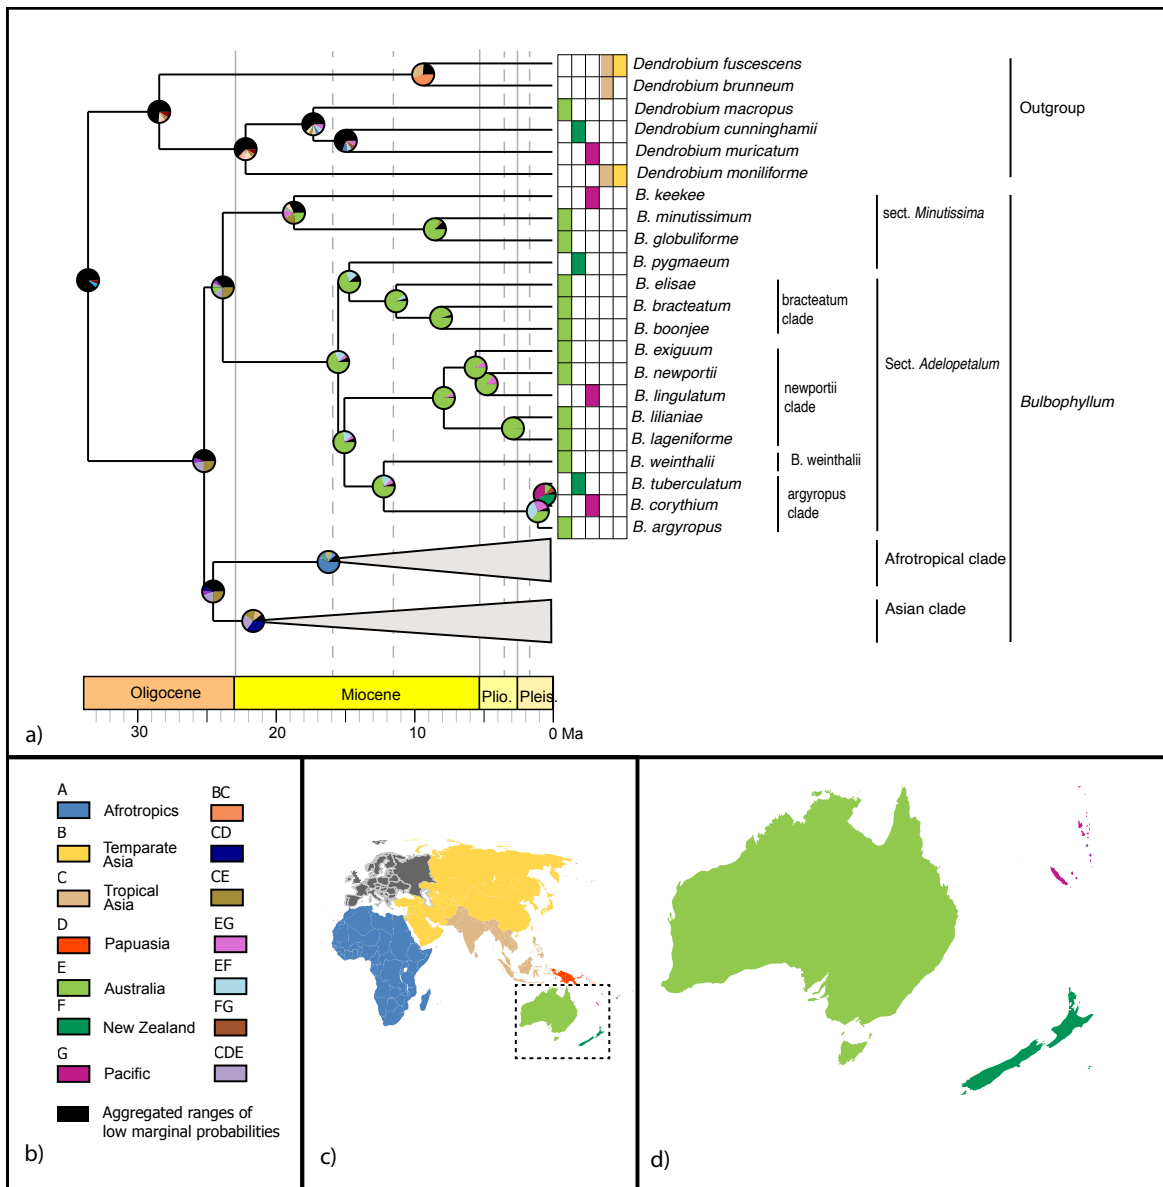 Dendrobium fuscescens
Dendrobium brunneum
Dendrobium macropus
Dendrobium cunninghamii
Dendrobium muricatum
Dendrobium moniliforme
B. keekee
B. minutissimum
B. globuliforme
B. pygmaeum
B. elisae
B. bracteatum
B. boonjee
B. exiguum
B. newportii
B. lingulatum
B. lilianiae
B. lageniforme
B. weinthalii
B. tuberculatum
B. corythium
B. argyropus
bracteatum
clade
newportii
clade
B. weinthalii
argyropus
clade
sect. Minutissima
Sect. Adelopetalum
Afrotropical clade
Asian clade
Outgroup
Bulbophyllum
Oligocene
Miocene
Plio.
Pleis.
30
20
10
0 Ma
a)
A
Afrotropics
B
Temparate
Asia
C
Tropical
Asia
D
Papuasia
E
Australia
F
New Zealand
G
Pacific
BC
CD
CE
EG
EF
FG
CDE
Aggregated ranges of
low marginal probabilities
b)
c)
d)